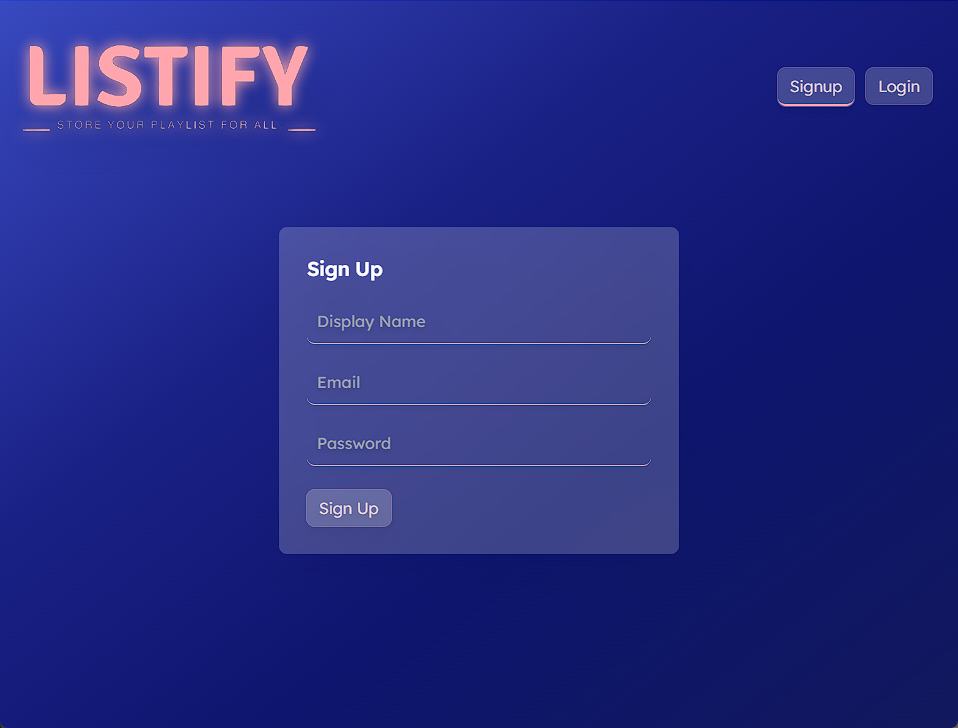 LISTIFY
STORE YOUR PLAYLIST FOR ALL
Signup
Login
Sign Up
Display Name
Email
Password
Sign Up